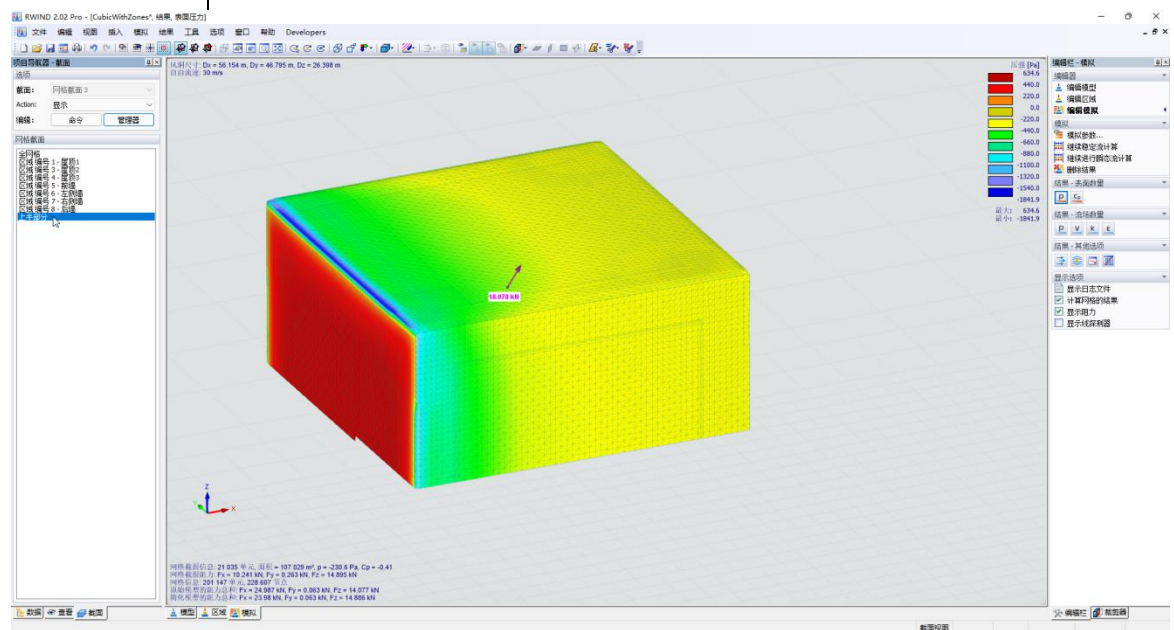 RWIND 2.02 Pro - [CubicWithZones*, 结果, 表面压力]
文件 编辑 视图 插入 模拟 结果 工具 选项 窗口 帮助 Developers
项目导航器 - 截面
选项
截面: 网格截面 3
Action: 显示
编辑: 命令 管理器
网格截面
全网格
区域 编号 1 - 屋顶1
区域 编号 3 - 屋顶2
区域 编号 4 - 屋顶3
区域 编号 5 - 前墙
区域 编号 6 - 左侧墙
区域 编号 7 - 右侧墙
区域 编号 8 - 后墙
上半部分
风洞尺寸: Dx = 56.154 m, Dy = 46.795 m, Dz = 26.398 m
自由流速: 30 m/s
压强 [Pa]
634.6
440.0
220.0
0.0
-220.0
-440.0
-660.0
-880.0
-1100.0
-1320.0
-1540.0
-1841.9
最大: 634.6
最小: -1841.9
18.078 kN
Z
Y
X
网格截面信息: 21 035 单元, 面积 = 107.029 m², p = -230.6 Pa, Cp = -0.41
网格截面阻力: Fx = 10.241 kN, Fy = 0.263 kN, Fz = 14.895 kN
网格信息: 201 147 单元, 228 607 节点
原始模型的阻力总和: Fx = 24.987 kN, Fy = 0.063 kN, Fz = 14.077 kN
简化模型的阻力总和: Fx = 23.98 kN, Fy = 0.063 kN, Fz = 14.886 kN
编辑栏 - 模拟
编辑器
编辑模型
编辑区域
编辑模拟
模拟
模拟参数...
继续稳定流计算
继续进行瞬态流计算
删除结果
结果 - 表面数量
P Cp
结果 - 流场数量
P V k ε
结果 - 其他选项
显示选项
显示日志文件
计算网格的结果
显示阻力
显示线探测器
数据 查看 截面
模型 区域 模拟
编辑栏 裁剪器
截面视图